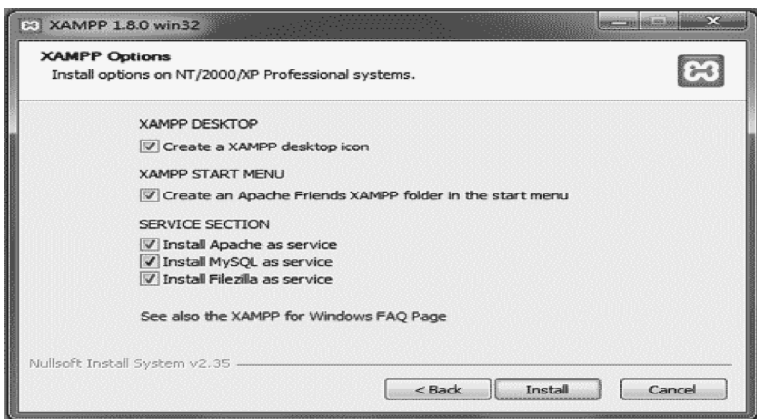 XAMPP 1.8.0 win32
XAMPP Options
Install options on NT/2000/XP Professional systems.
XAMPP DESKTOP
Create a XAMPP desktop icon
XAMPP START MENU
Create an Apache Friends XAMPP folder in the start menu
SERVICE SECTION
Install Apache as service
Install MySQL as service
Install Filezilla as service
See also the XAMPP for Windows FAQ Page
Nullsoft Install System v2.35
< Back Install Cancel